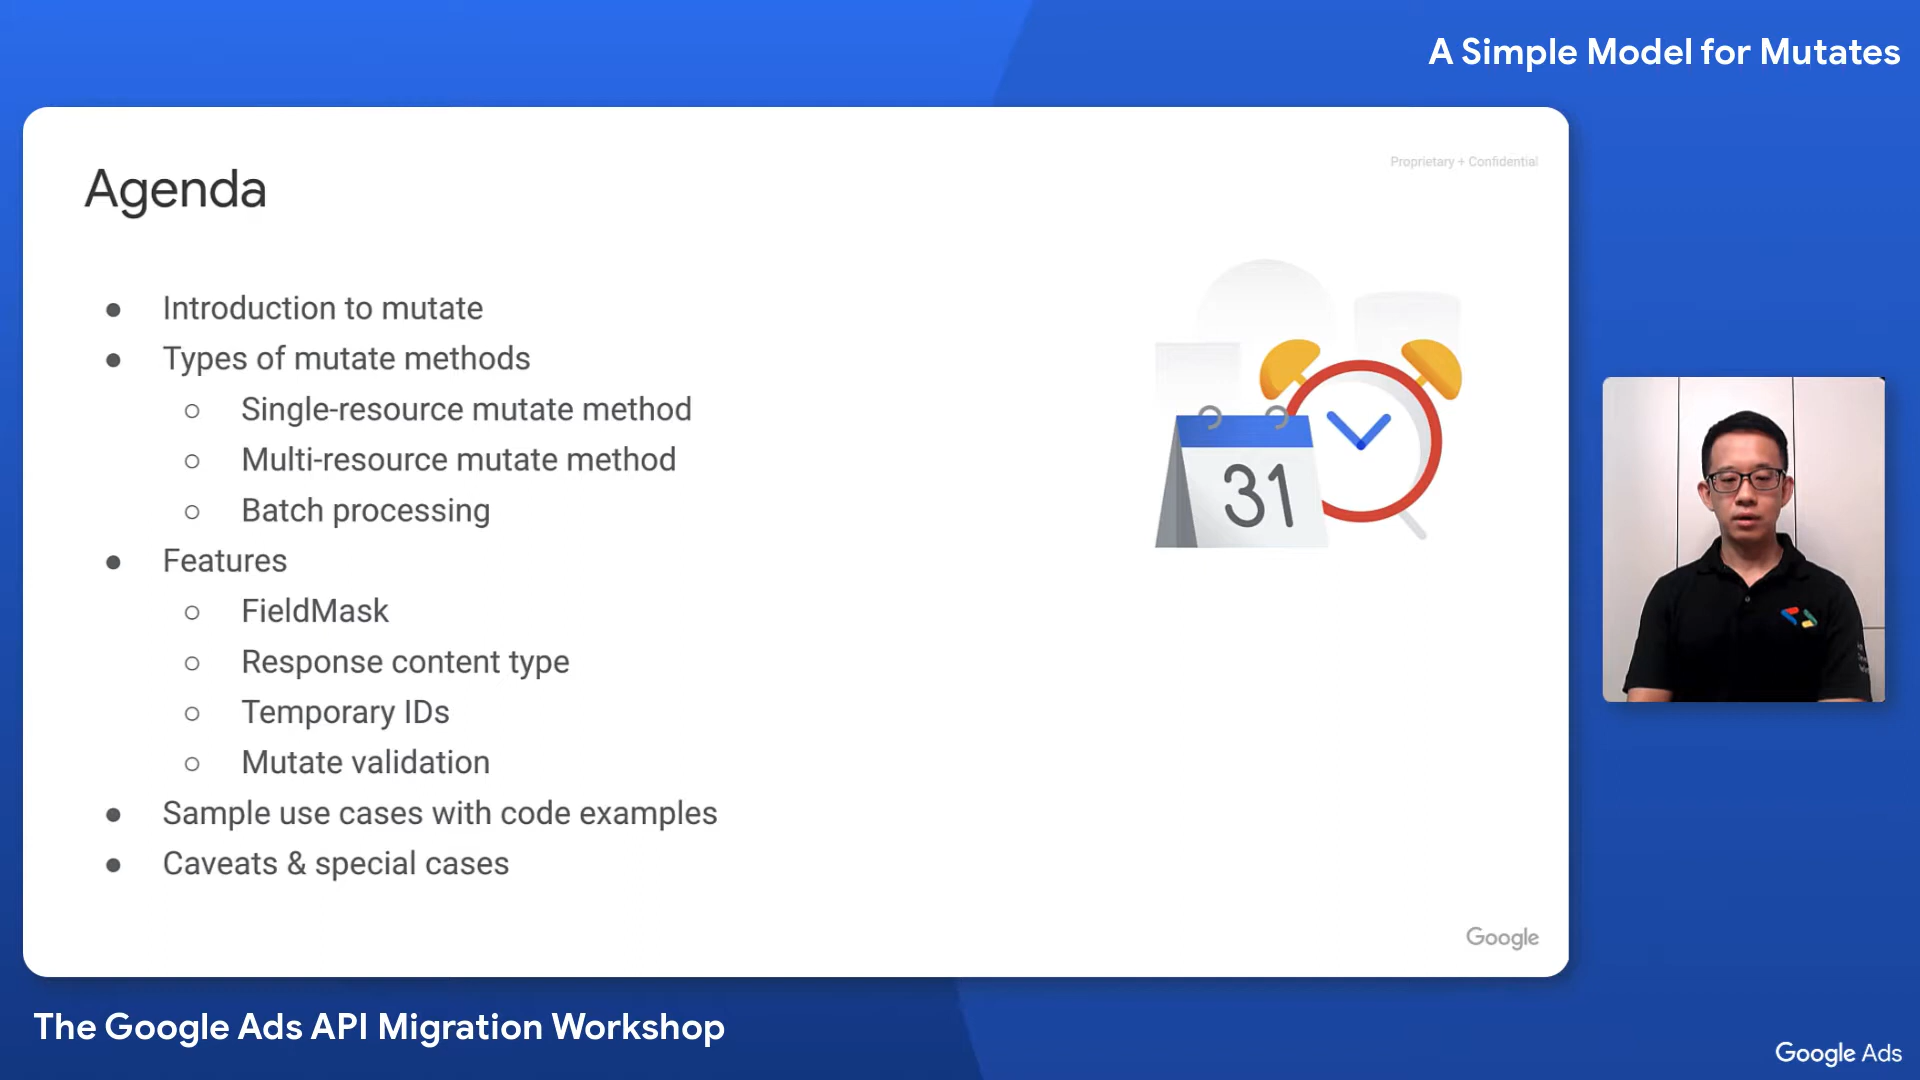 A Simple Model for Mutates
Proprietary + Confidential
Agenda
● Introduction to mutate
● Types of mutate methods
○ Single-resource mutate method
○ Multi-resource mutate method
○ Batch processing
● Features
○ FieldMask
○ Response content type
○ Temporary IDs
○ Mutate validation
● Sample use cases with code examples
● Caveats & special cases
31
Google
The Google Ads API Migration Workshop
Google Ads